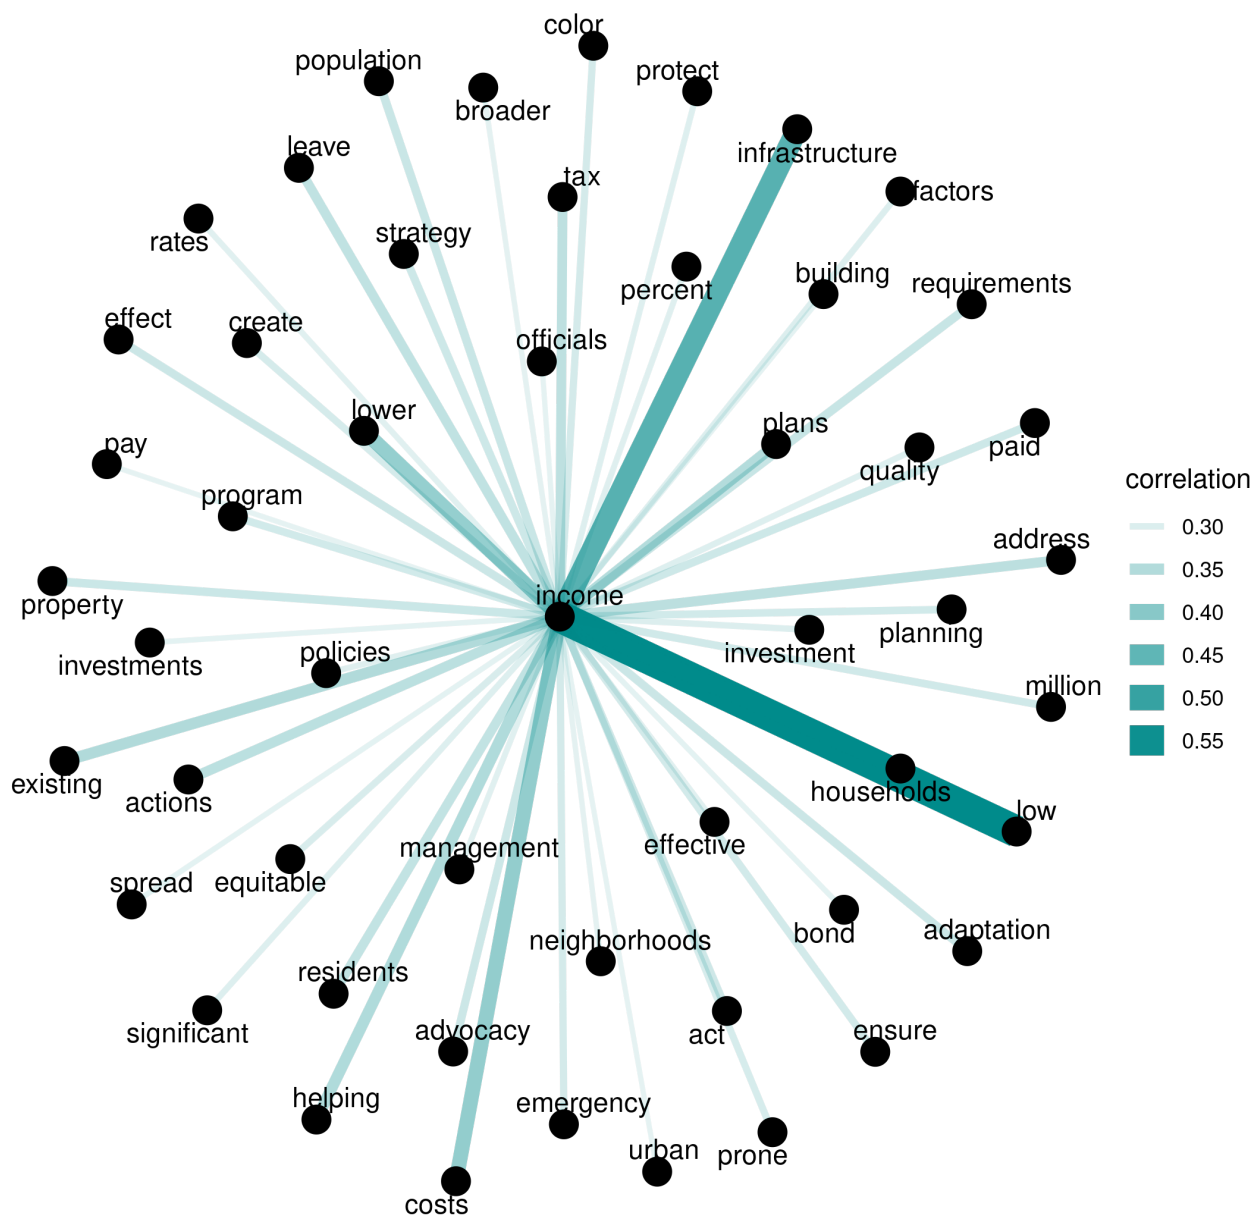 color
population
protect
broader
leave
infrastructure
tax
factors
rates
strategy
percent
building
requirements
effect
create
officials
lower
pay
plans
paid
quality
program
address
property
income
planning
investments
policies
investment
million
existing
actions
households
low
management
effective
spread
equitable
bond
adaptation
neighborhoods
residents
significant
advocacy
act
ensure
helping
emergency
urban
prone
costs
correlation
0.30
0.35
0.40
0.45
0.50
0.55